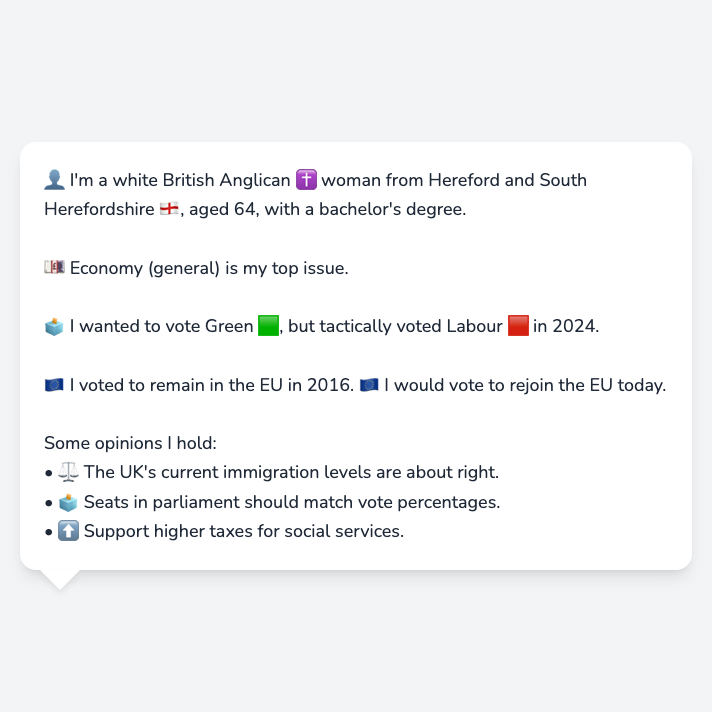 👤 I'm a white British Anglican ✝️ woman from Hereford and South
Herefordshire 🏴󠁧󠁢󠁥󠁮󠁧󠁿, aged 64, with a bachelor's degree.
💷 Economy (general) is my top issue.
🗳️ I wanted to vote Green 🟩, but tactically voted Labour 🟥 in 2024.
🇪🇺 I voted to remain in the EU in 2016. 🇪🇺 I would vote to rejoin the EU today.
Some opinions I hold:
• ⚖️ The UK's current immigration levels are about right.
• 🗳️ Seats in parliament should match vote percentages.
• ⬆️ Support higher taxes for social services.